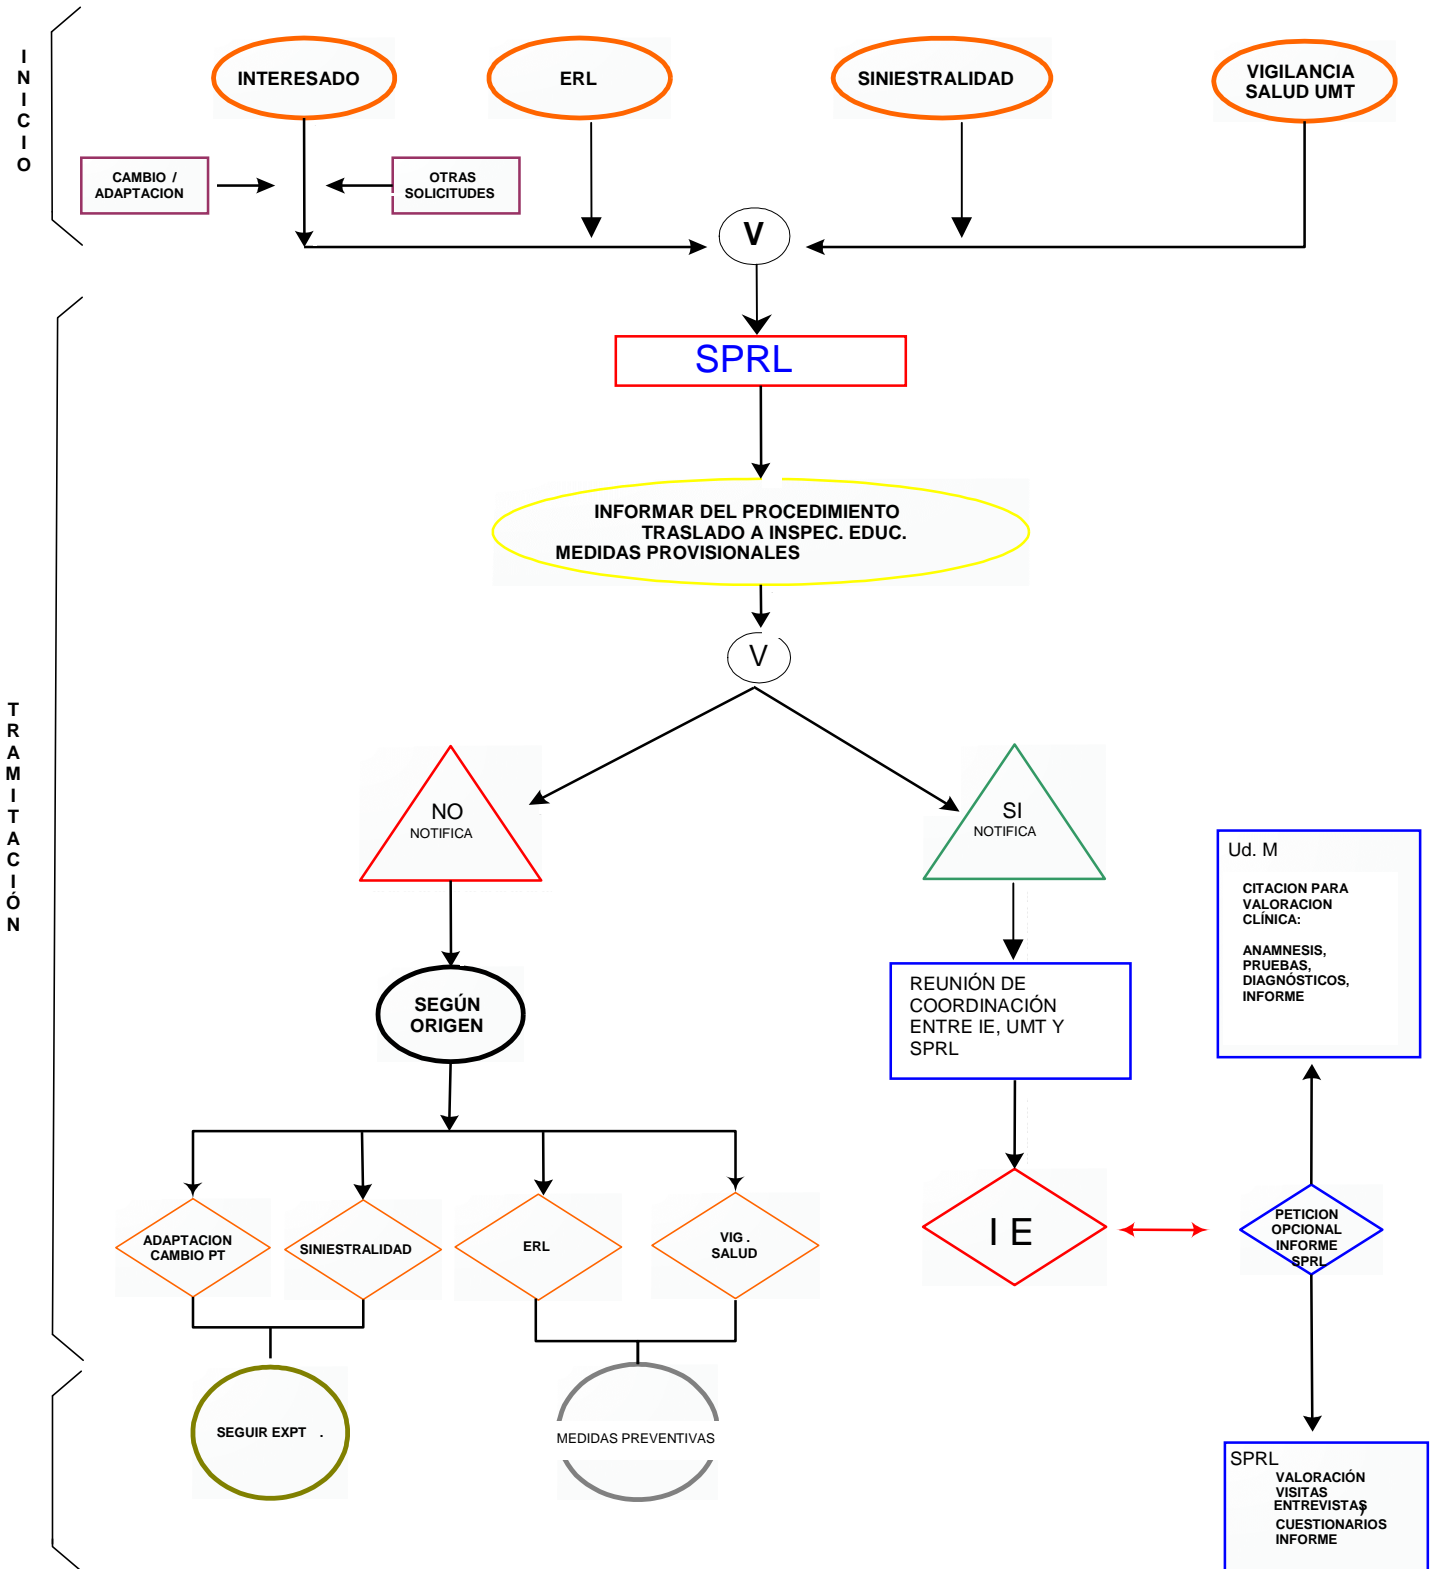 INICIO
INTERESADO
ERL
SINIESTRALIDAD
VIGILANCIA
SALUD UMT
CAMBIO /
ADAPTACION
OTRAS
SOLICITUDES
V
SPRL
INFORMAR DEL PROCEDIMIENTO
TRASLADO A INSPEC. EDUC.
MEDIDAS PROVISIONALES
V
TRAMITACIÓN
NO
NOTIFICA
SI
NOTIFICA
Ud. M
CITACION PARA
VALORACION
CLÍNICA:
ANAMNESIS,
PRUEBAS,
DIAGNÓSTICOS,
INFORME
SEGÚN
ORIGEN
REUNIÓN DE
COORDINACIÓN
ENTRE IE, UMT Y
SPRL
ADAPTACION
CAMBIO PT
SINIESTRALIDAD
ERL
VIG .
SALUD
I E
PETICION
OPCIONAL
INFORME
SPRL
SEGUIR EXPT .
MEDIDAS PREVENTIVAS
SPRL
VALORACIÓN
VISITAS
ENTREVISTAS,
CUESTIONARIOS
INFORME